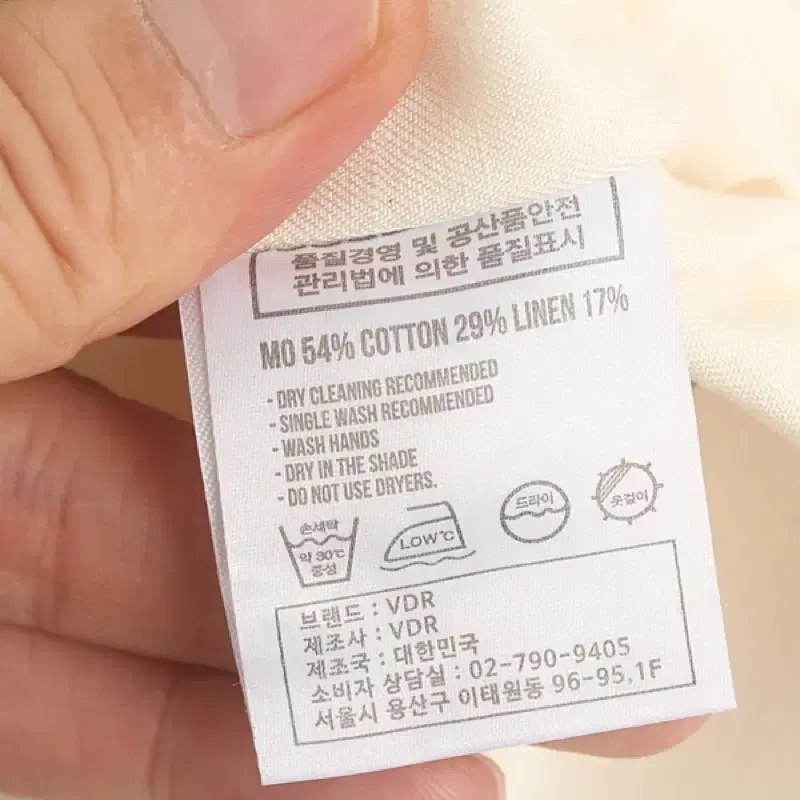 품질경영 및 공산품안전
관리법에 의한 품질표시
MO 54% COTTON 29% LINEN 17%
- DRY CLEANING RECOMMENDED
- SINGLE WASH RECOMMENDED
- WASH HANDS
- DRY IN THE SHADE
- DO NOT USE DRYERS.
손세탁
약 30℃
중성
LOW℃
드라이
옷걸이
브랜드 : VDR
제조사 : VDR
제조국 : 대한민국
소비자 상담실 : 02-790-9405
서울시 용산구 이태원동 96-95,1F